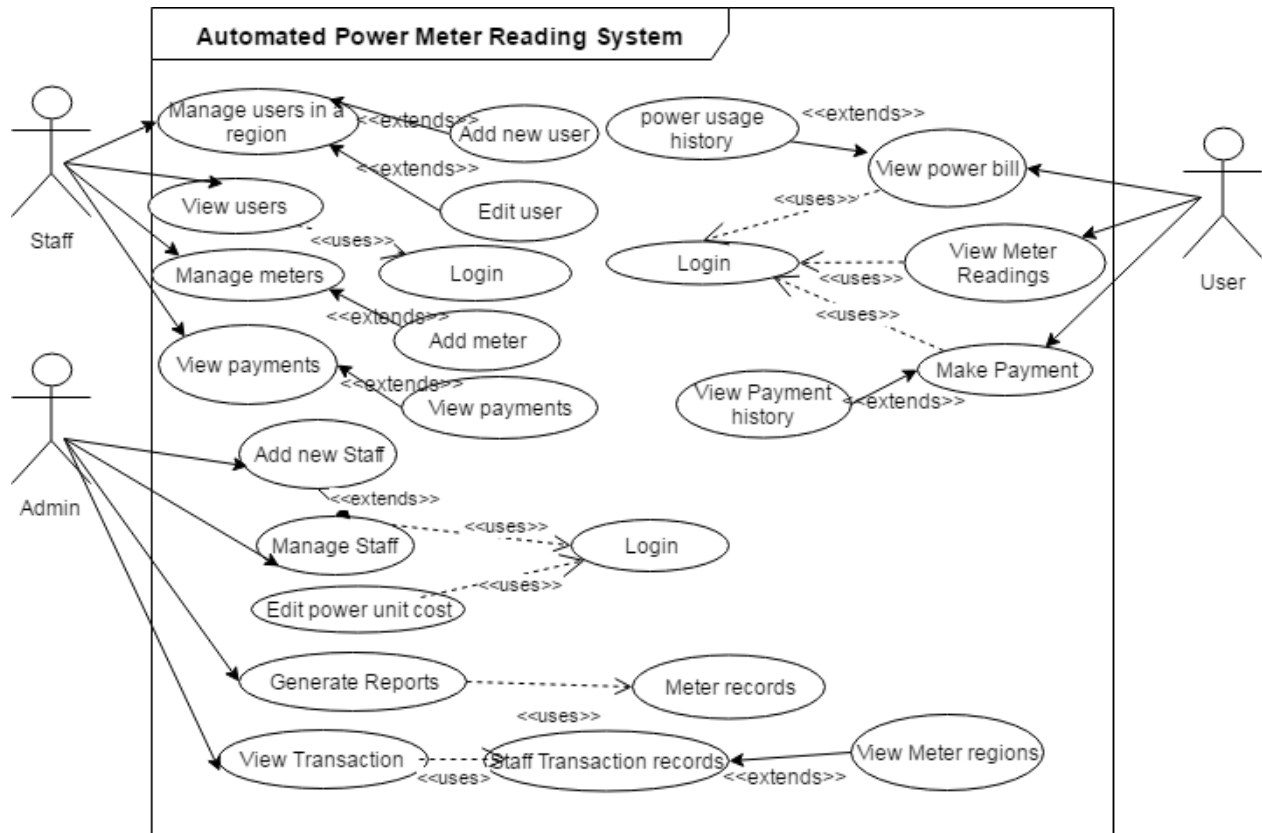 Automated Power Meter Reading System
Manage users in a
region
<<extends>>
Add new user
power usage
history
<<extends>>
View power bill
<<extends>>
View users
Edit user
<<uses>>
Staff
<<uses>>
Manage meters
Login
Login
<<uses>>
View Meter
Readings
User
<<extends>>
Add meter
<<uses>>
View payments
<<extends>>
View payments
Make Payment
View Payment
history
<<extends>>
Add new Staff
Admin
<<extends>>
Manage Staff
<<uses>>
Login
<<uses>>
Edit power unit cost
Generate Reports
Meter records
<<uses>>
View Transaction
<<uses>
Staff Transaction records
<<extends>>
View Meter regions